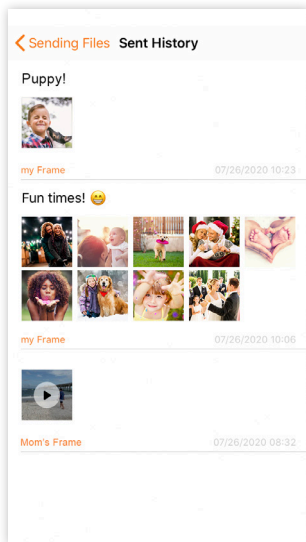 Sending Files Sent History
Puppy!
my Frame 07/26/2020 10:23
Fun times! 😁
my Frame 07/26/2020 10:06
Mom's Frame 07/26/2020 08:32